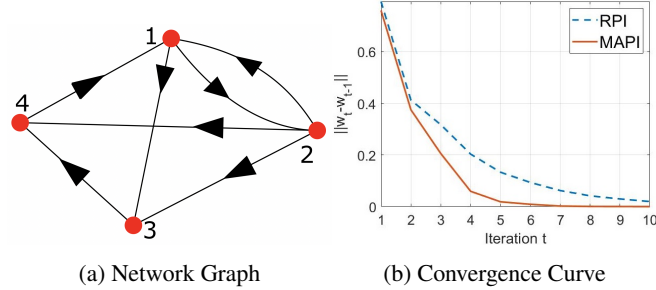 1
4
2
3
(a) Network Graph
RPI
MAPI
||w_t-w_{t-1}||
0.6
0.4
0.2
0
1 2 3 4 5 6 7 8 9 10
Iteration t
(b) Convergence Curve